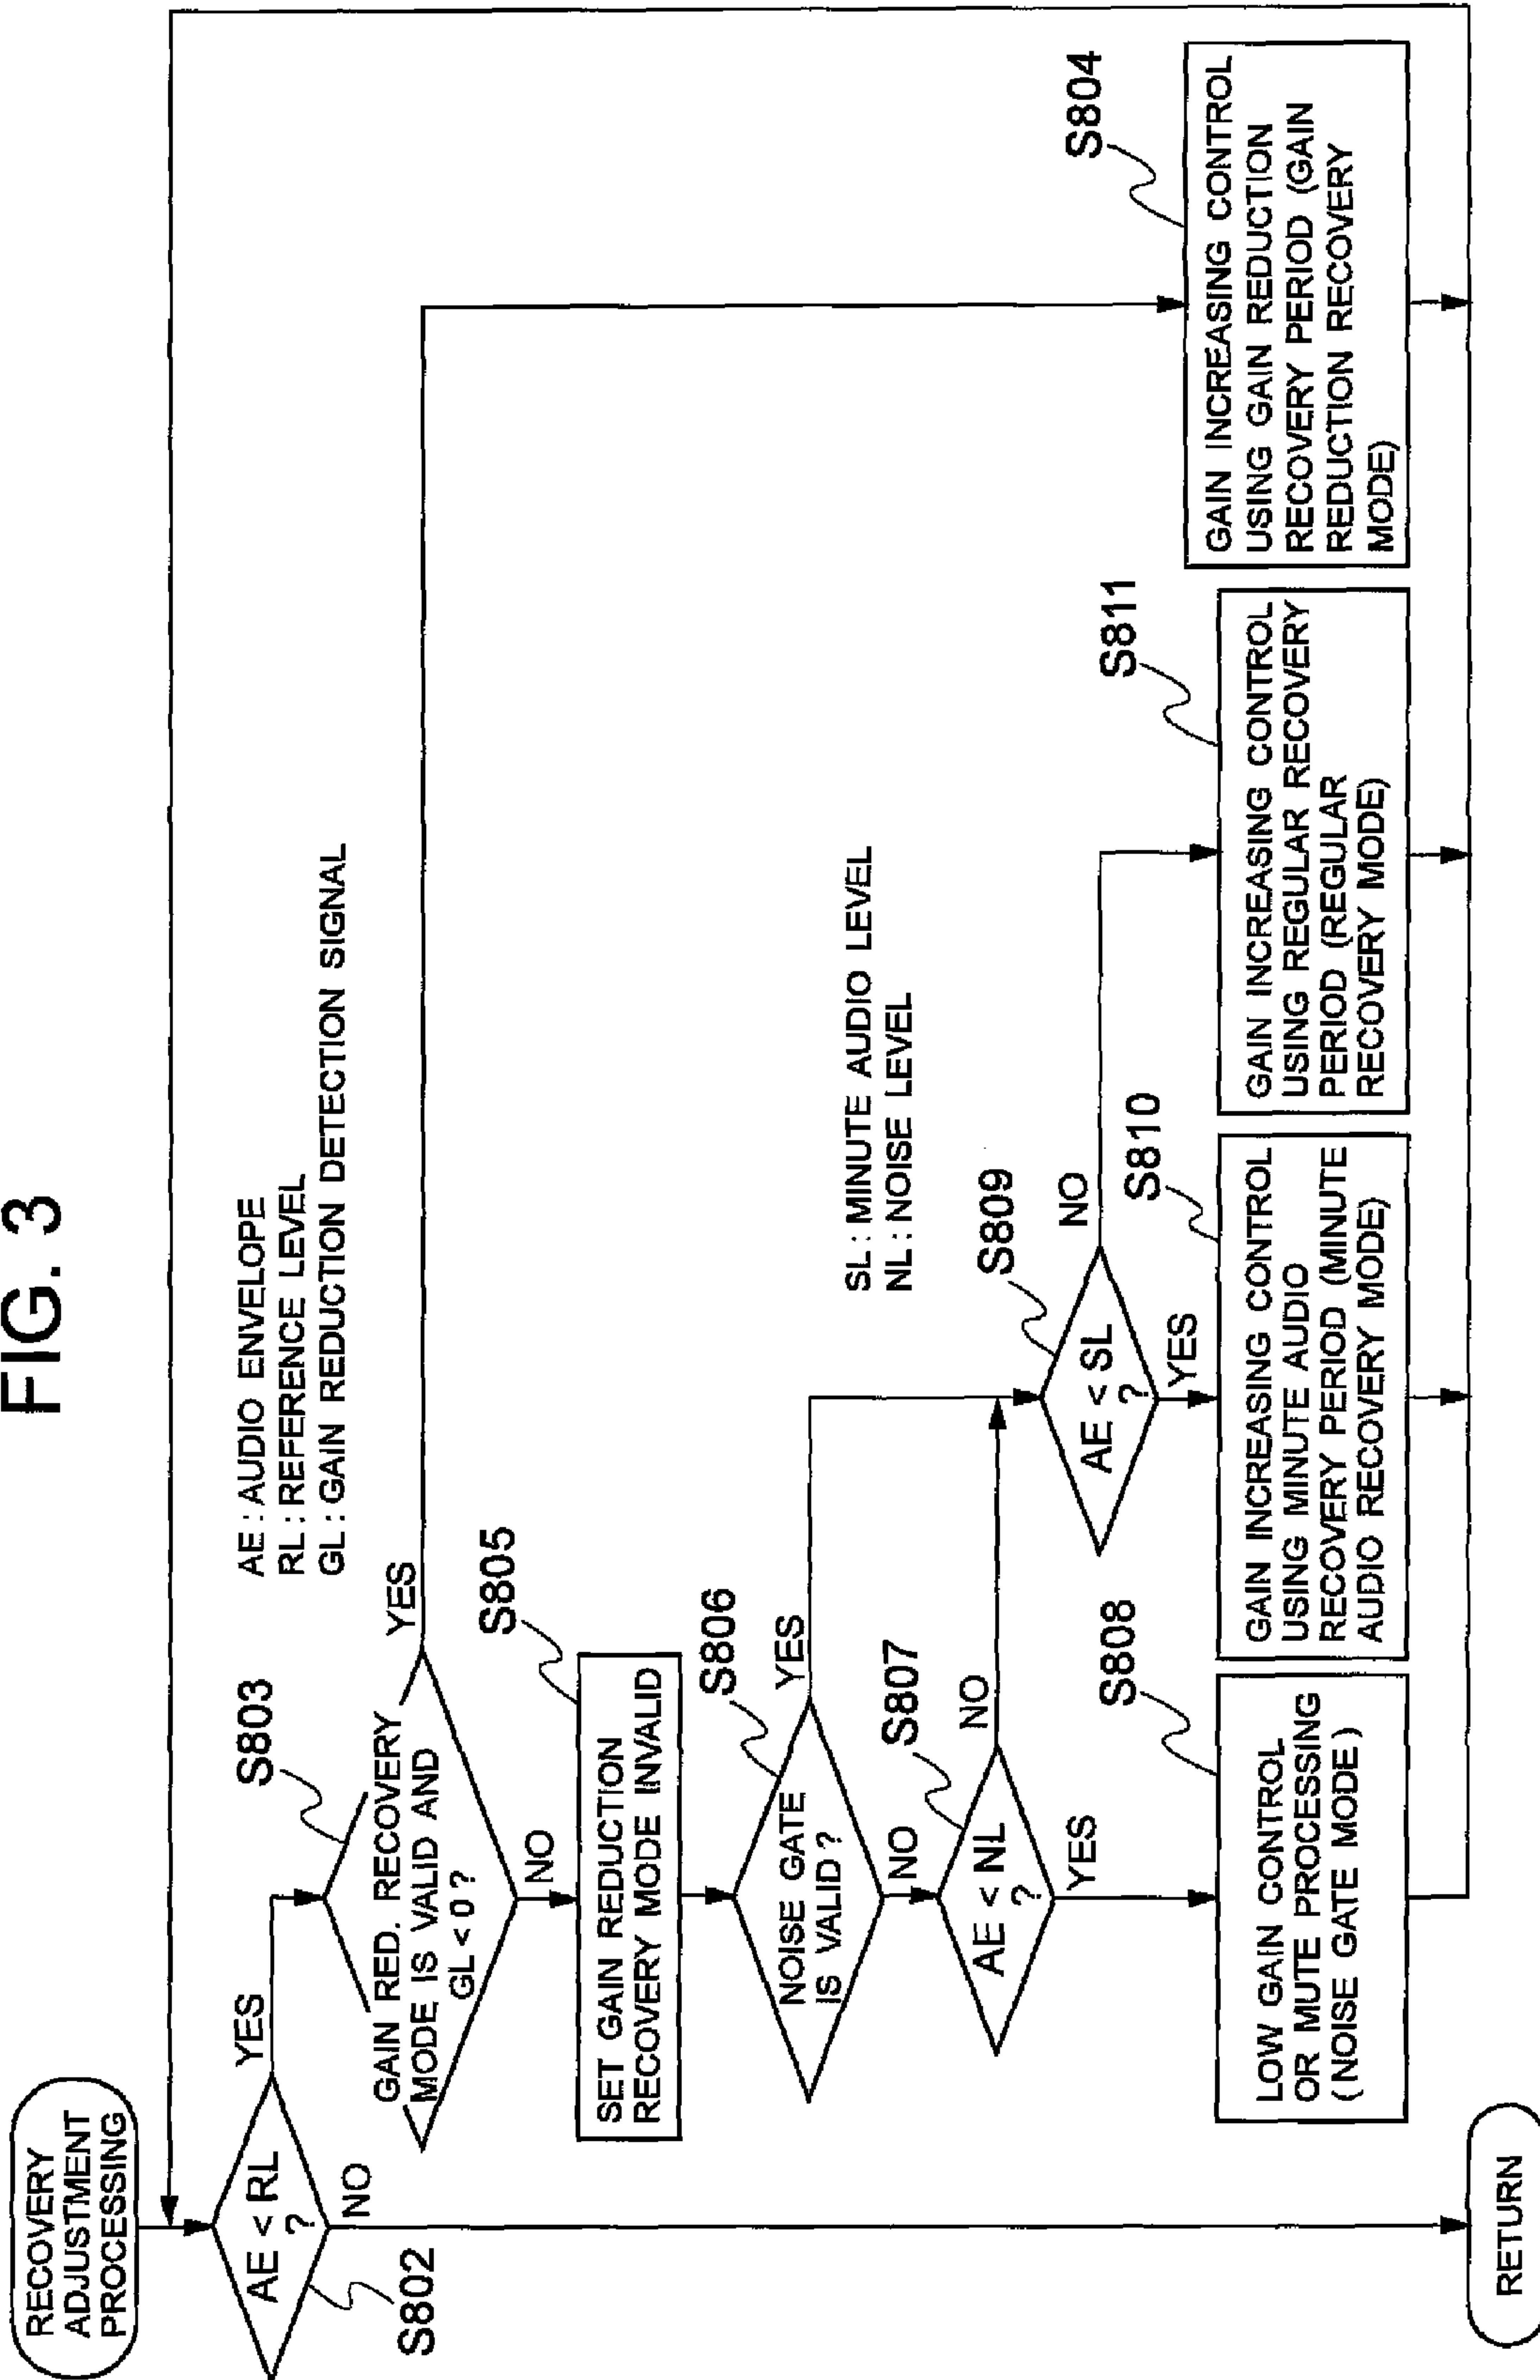 FIG. 3
RECOVERY
ADJUSTMENT
PROCESSING
AE < RL
?
YES
NO
S802
AE : AUDIO ENVELOPE
RL : REFERENCE LEVEL
GL : GAIN REDUCTION DETECTION SIGNAL
S803
GAIN RED. RECOVERY
MODE IS VALID AND
GL < 0 ?
YES
NO
S805
SET GAIN REDUCTION
RECOVERY MODE INVALID
S806
NOISE GATE
IS VALID ?
YES
NO
S807
AE < NL
?
NO
YES
SL : MINUTE AUDIO LEVEL
NL : NOISE LEVEL
S809
AE < SL
?
NO
YES
S808
LOW GAIN CONTROL
OR MUTE PROCESSING
( NOISE GATE MODE )
S810
GAIN INCREASING CONTROL
USING MINUTE AUDIO
RECOVERY PERIOD (MINUTE
AUDIO RECOVERY MODE)
S811
GAIN INCREASING CONTROL
USING REGULAR RECOVERY
PERIOD (REGULAR
RECOVERY MODE)
S804
GAIN INCREASING CONTROL
USING GAIN REDUCTION
RECOVERY PERIOD (GAIN
REDUCTION RECOVERY
MODE)
RETURN